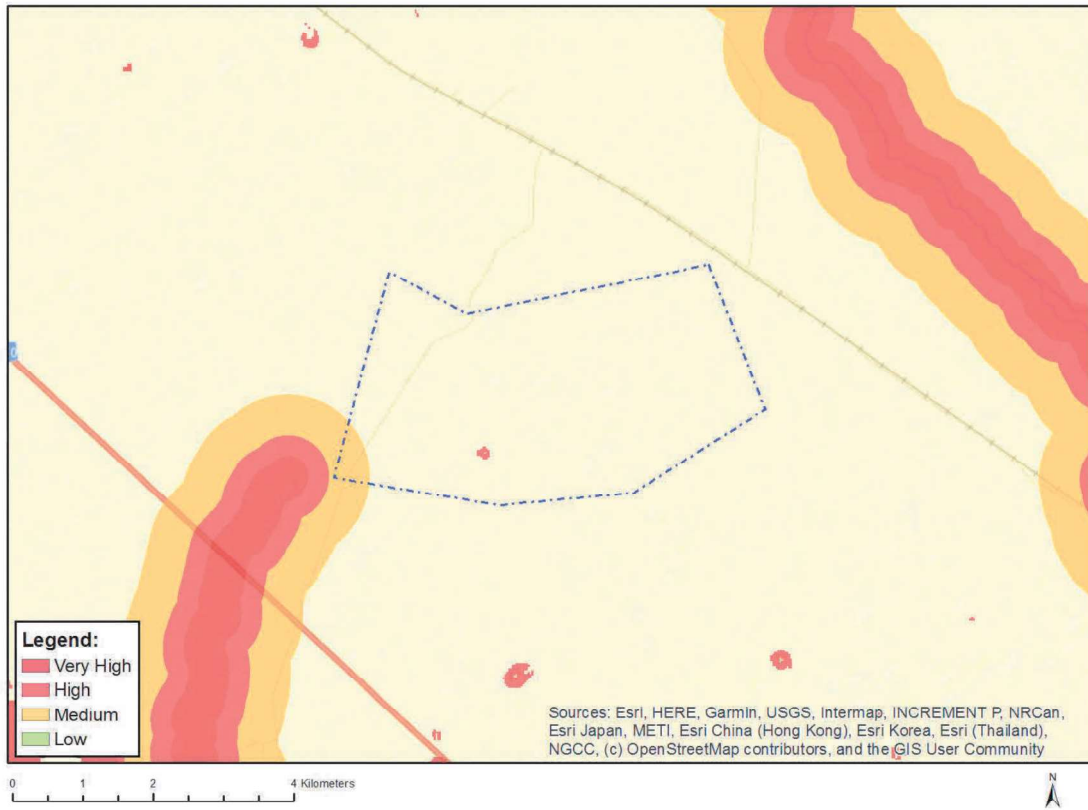 Legend:
Very High
High
Medium
Low
Sources: Esri, HERE, Garmin, USGS, Intermap, INCREMENT P, NRCan,
Esri Japan, METI, Esri China (Hong Kong), Esri Korea, Esri (Thailand),
NGCC, (c) OpenStreetMap contributors, and the GIS User Community
0 1 2 4 Kilometers
N